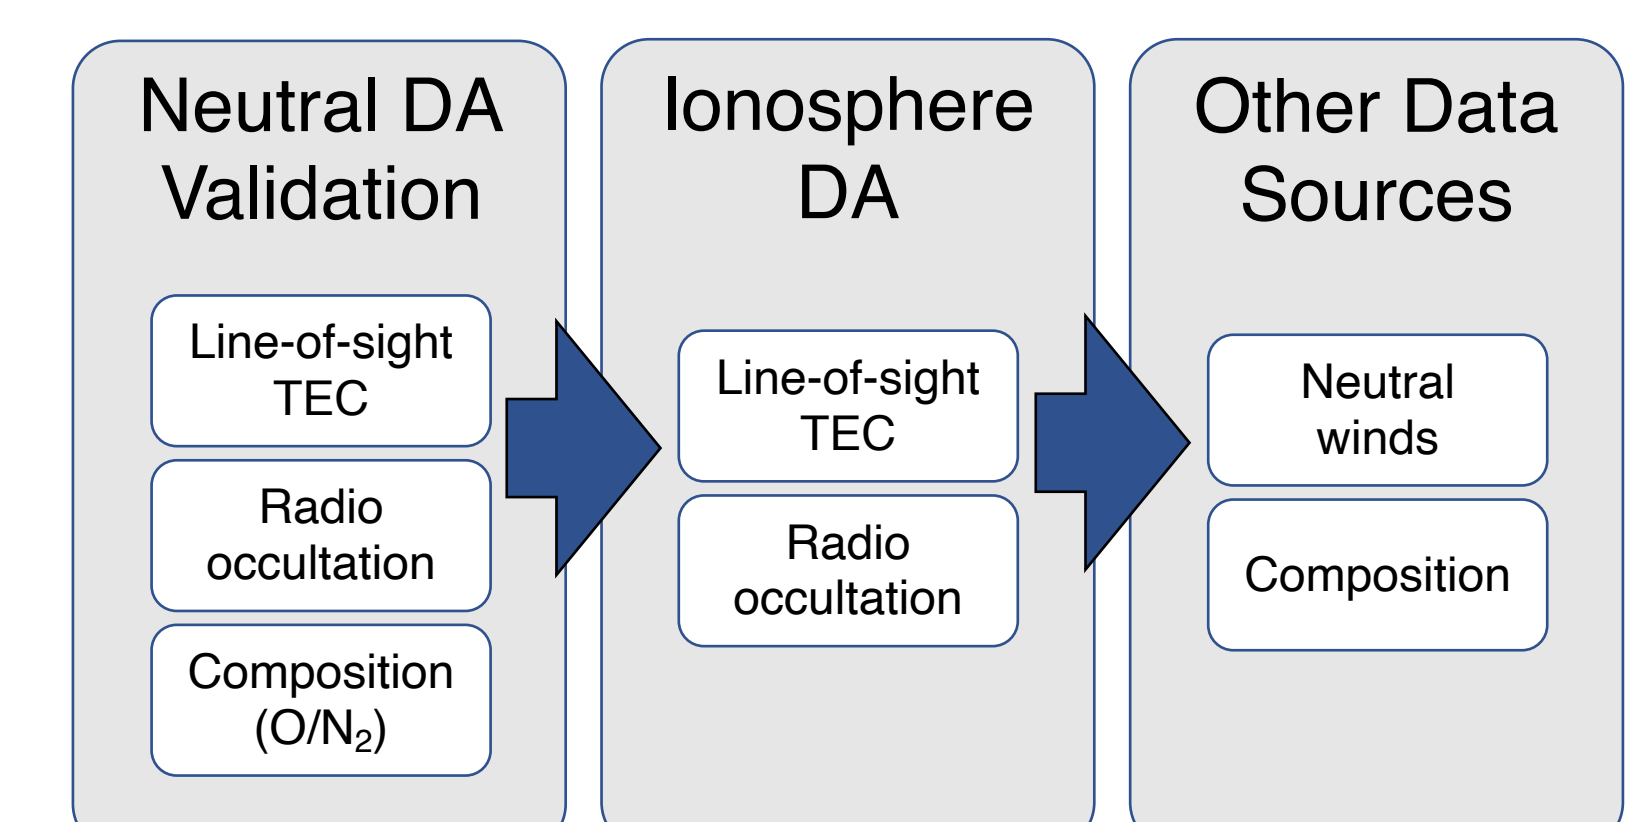 Neutral DA
Validation
Line-of-sight
TEC
Radio
occultation
Composition
(O/N₂)
Ionosphere
DA
Line-of-sight
TEC
Radio
occultation
Other Data
Sources
Neutral
winds
Composition